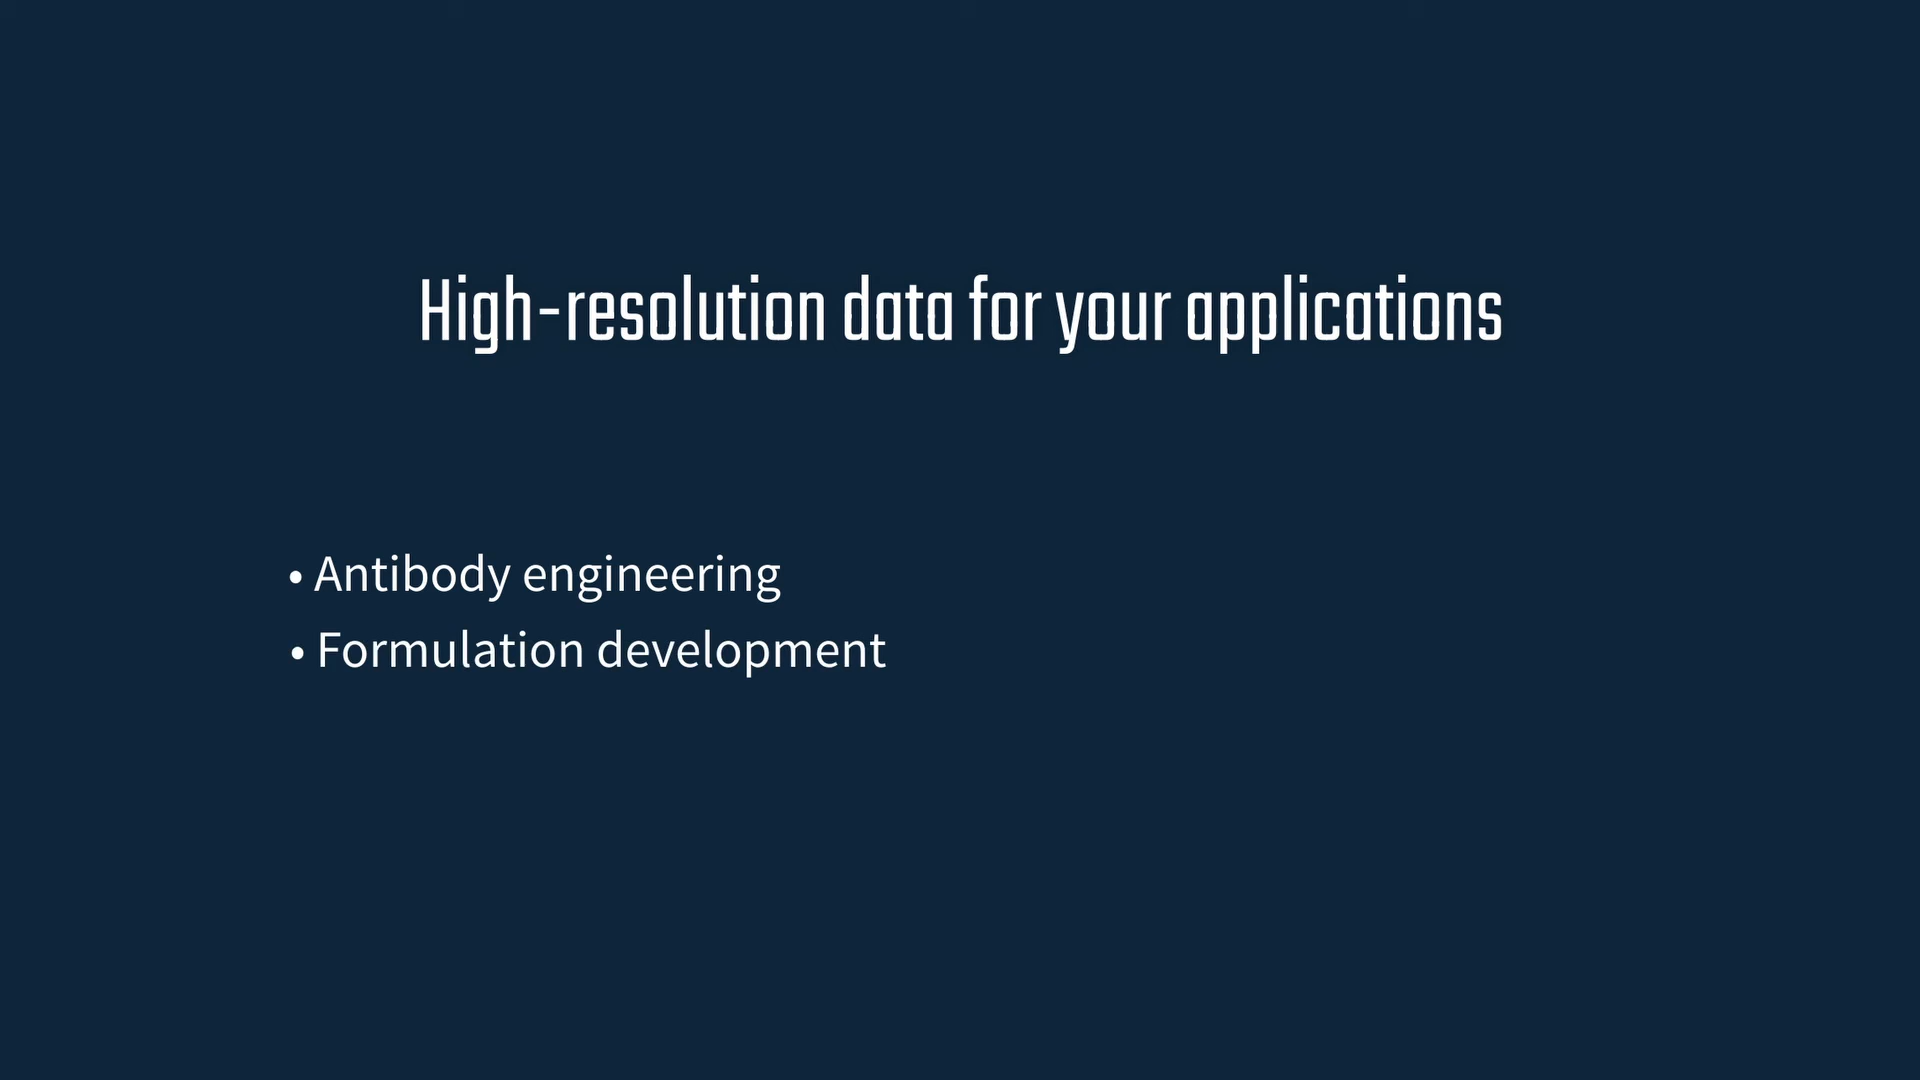 High-resolution data for your applications
• Antibody engineering
• Formulation development